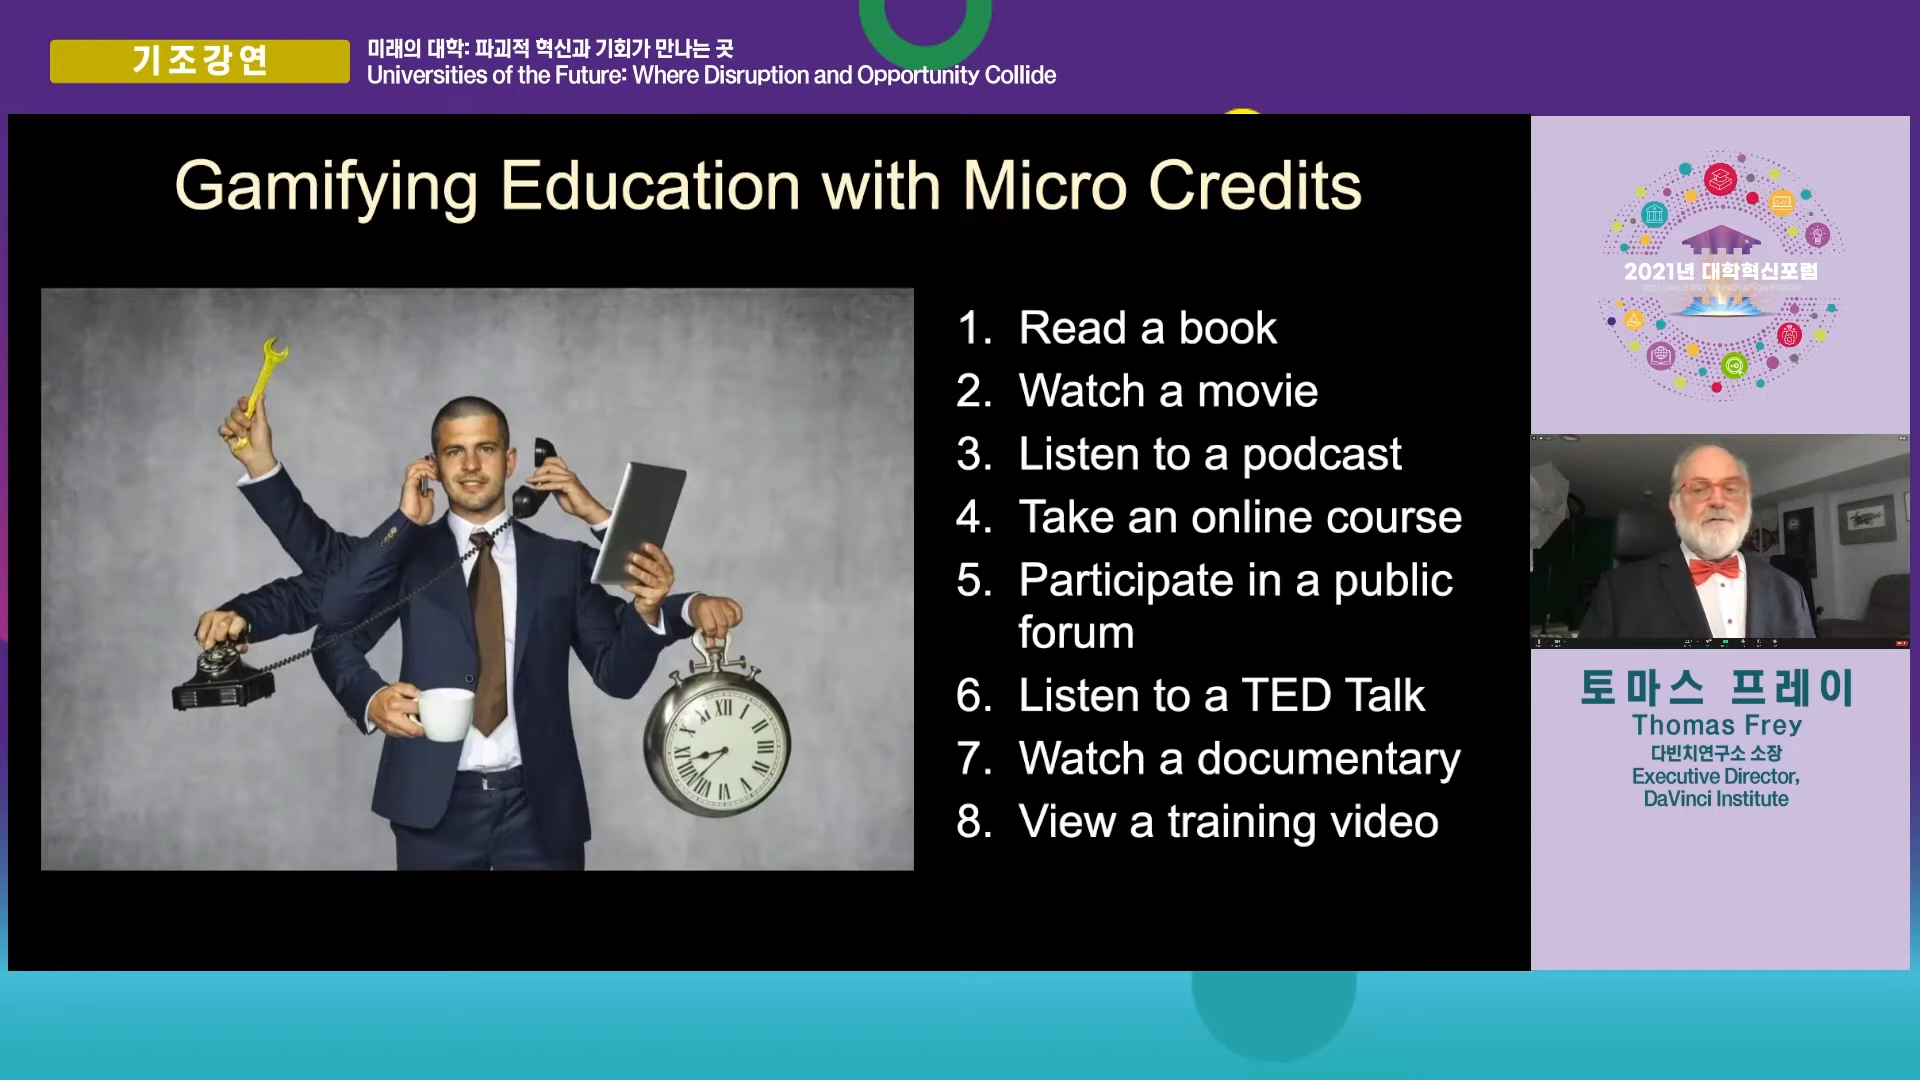 기조강연
미래의 대학: 파괴적 혁신과 기회가 만나는 곳
Universities of the Future: Where Disruption and Opportunity Collide
Gamifying Education with Micro Credits
1. Read a book
2. Watch a movie
3. Listen to a podcast
4. Take an online course
5. Participate in a public
forum
6. Listen to a TED Talk
7. Watch a documentary
8. View a training video
2021년 대학혁신포럼
2021 UNIVERSITY INNOVATION FORUM
토마스 프레이
Thomas Frey
다빈치연구소 소장
Executive Director,
DaVinci Institute